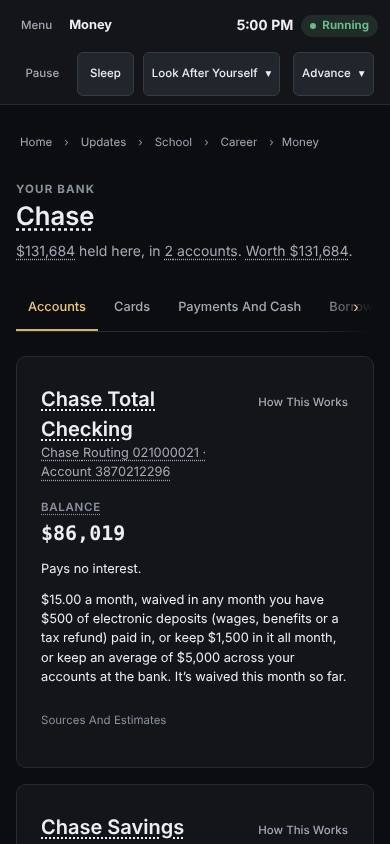 Menu Money 5:00 PM Running
Pause Sleep Look After Yourself ▾ Advance ▾
Home › Updates › School › Career › Money
YOUR BANK
Chase
$131,684 held here, in 2 accounts. Worth $131,684.
Accounts Cards Payments And Cash Borrow ›
Chase Total
Checking
How This Works
Chase Routing 021000021 ·
Account 3870212296
BALANCE
$86,019
Pays no interest.
$15.00 a month, waived in any month you have
$500 of electronic deposits (wages, benefits or a
tax refund) paid in, or keep $1,500 in it all month,
or keep an average of $5,000 across your
accounts at the bank. It’s waived this month so far.
Sources And Estimates
Chase Savings How This Works